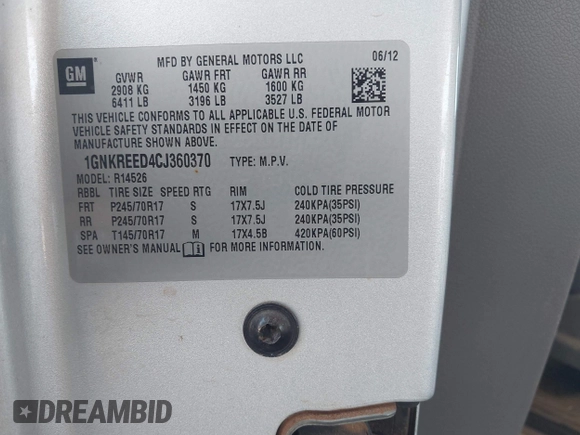 GM
MFD BY GENERAL MOTORS LLC 06/12
GVWR GAWR FRT GAWR RR
2908 KG 1450 KG 1600 KG
6411 LB 3196 LB 3527 LB
THIS VEHICLE CONFORMS TO ALL APPLICABLE U.S. FEDERAL MOTOR
VEHICLE SAFETY STANDARDS IN EFFECT ON THE DATE OF
MANUFACTURE SHOWN ABOVE.
1GNKREED4CJ360370 TYPE: M.P.V.
MODEL: R14526
RBBL TIRE SIZE SPEED RTG RIM COLD TIRE PRESSURE
FRT P245/70R17 S 17X7.5J 240KPA(35PSI)
RR P245/70R17 S 17X7.5J 240KPA(35PSI)
SPA T145/70R17 M 17X4.5B 420KPA(60PSI)
SEE OWNER'S MANUAL FOR MORE INFORMATION.
DREAMBID